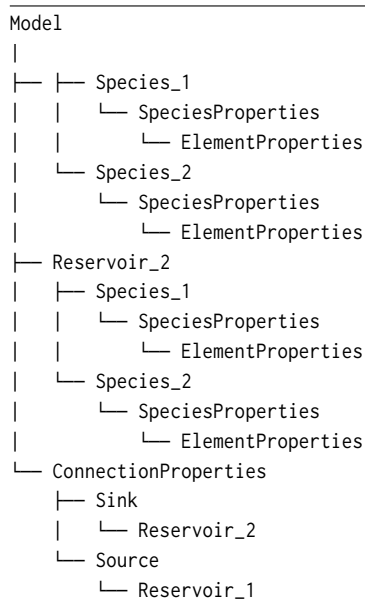 Model
│
├── ├── Species_1
│   │   └── SpeciesProperties
│   │       └── ElementProperties
│   └── Species_2
│       └── SpeciesProperties
│           └── ElementProperties
├── Reservoir_2
│   ├── Species_1
│   │   └── SpeciesProperties
│   │       └── ElementProperties
│   └── Species_2
│       └── SpeciesProperties
│           └── ElementProperties
└── ConnectionProperties
    ├── Sink
    │   └── Reservoir_2
    └── Source
        └── Reservoir_1